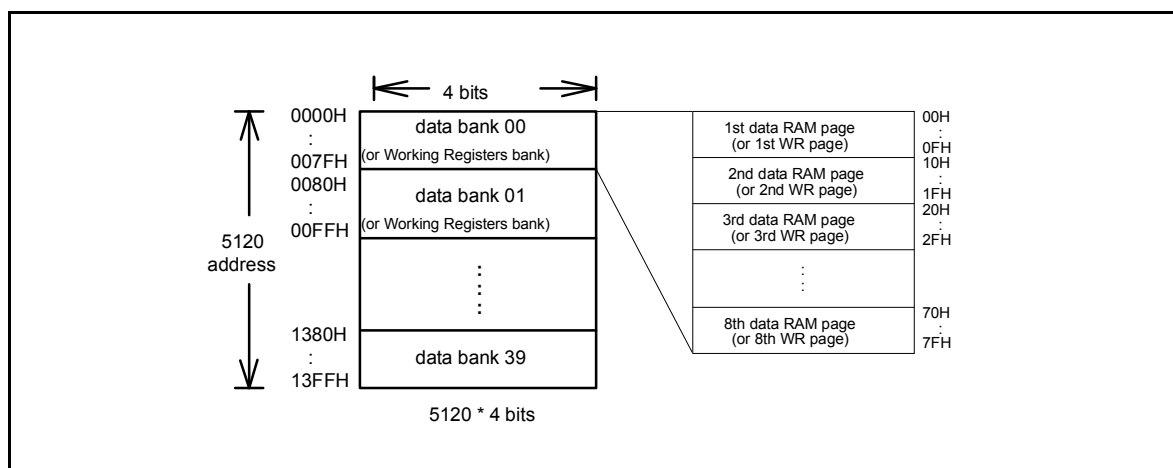 4 bits
0000H
:
007FH
0080H
:
00FFH
5120
address
1380H
:
13FFH
data bank 00
(or Working Registers bank)
data bank 01
(or Working Registers bank)
:
:
data bank 39
5120 * 4 bits
1st data RAM page
(or 1st WR page)
2nd data RAM page
(or 2nd WR page)
3rd data RAM page
(or 3rd WR page)
:
:
8th data RAM page
(or 8th WR page)
00H
:
0FH
10H
:
1FH
20H
:
2FH
70H
:
7FH